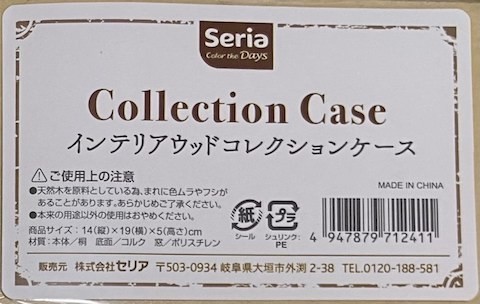 Seria
Color the Days
Collection Case
インテリアウッドコレクションケース
⚠ご使用上の注意
●天然木を原料としている為、まれに色ムラやフシが
あることがあります。あらかじめご了承ください。
●本来の用途以外の使用はおやめください。
商品サイズ:14(縦)×19(横)×5(高さ)cm
材質:本体/桐 底面/コルク 窓/ポリスチレン
紙
シール
プラ
シュリンク:
PE
MADE IN CHINA
4 947879 712411
販売元 株式会社セリア 〒503-0934 岐阜県大垣市外渕 2-38 TEL.0120-188-581